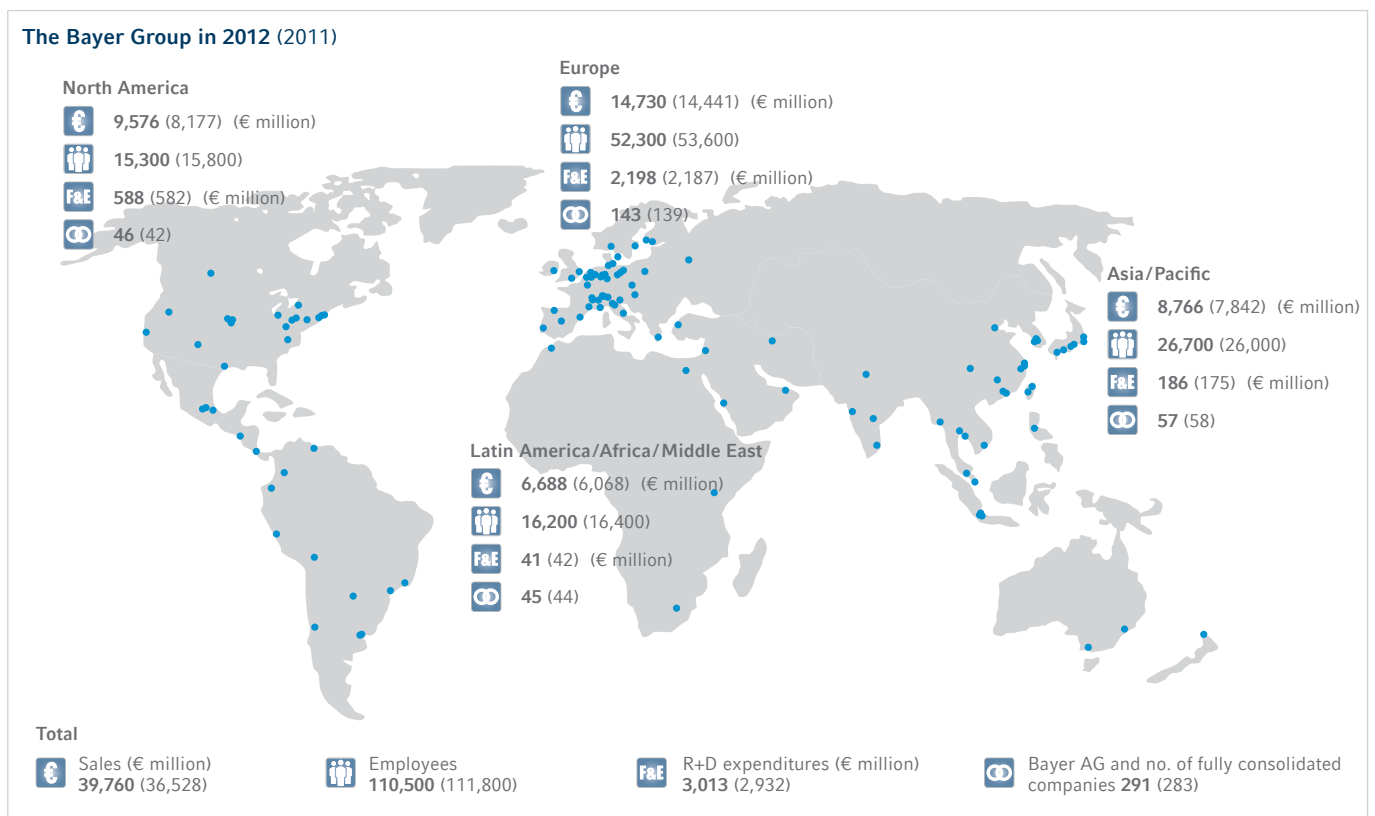 The Bayer Group in 2012 (2011)
North America
9,576 (8,177) (€ million)
15,300 (15,800)
F&E 588 (582) (€ million)
46 (42)
Europe
14,730 (14,441) (€ million)
52,300 (53,600)
F&E 2,198 (2,187) (€ million)
143 (139)
Asia/Pacific
8,766 (7,842) (€ million)
26,700 (26,000)
F&E 186 (175) (€ million)
57 (58)
Latin America/Africa/Middle East
6,688 (6,068) (€ million)
16,200 (16,400)
F&E 41 (42) (€ million)
45 (44)
Total
€ Sales (€ million)
39,760 (36,528)
Employees
110,500 (111,800)
F&E R+D expenditures (€ million)
3,013 (2,932)
Bayer AG and no. of fully consolidated
companies 291 (283)